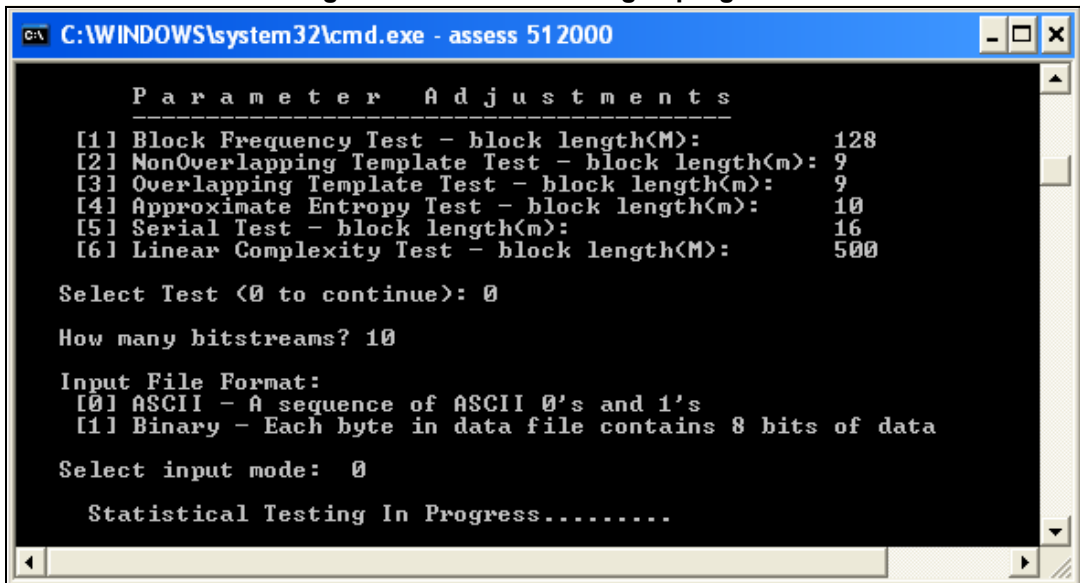 C:\WINDOWS\system32\cmd.exe - assess 512000
P a r a m e t e r   A d j u s t m e n t s
[1] Block Frequency Test - block length(M): 128
[2] NonOverlapping Template Test - block length(m): 9
[3] Overlapping Template Test - block length(m): 9
[4] Approximate Entropy Test - block length(m): 10
[5] Serial Test - block length(m): 16
[6] Linear Complexity Test - block length(M): 500
Select Test (0 to continue): 0
How many bitstreams? 10
Input File Format:
[0] ASCII - A sequence of ASCII 0's and 1's
[1] Binary - Each byte in data file contains 8 bits of data
Select input mode: 0
Statistical Testing In Progress.........